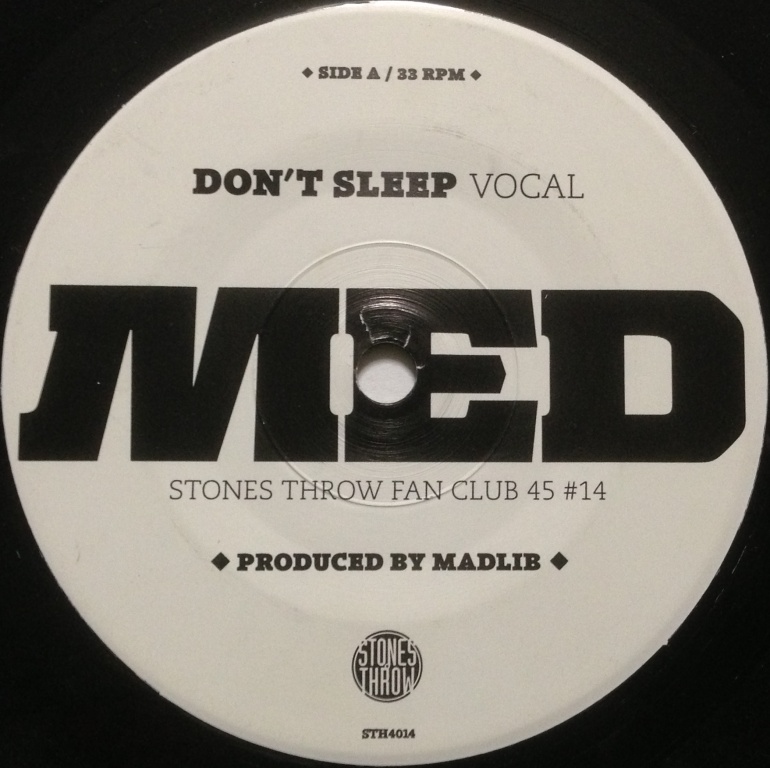 ◆ SIDE A / 33 RPM ◆
DON'T SLEEP VOCAL
MED
STONES THROW FAN CLUB 45 #14
◆ PRODUCED BY MADLIB ◆
STONES
THROW
STH4014